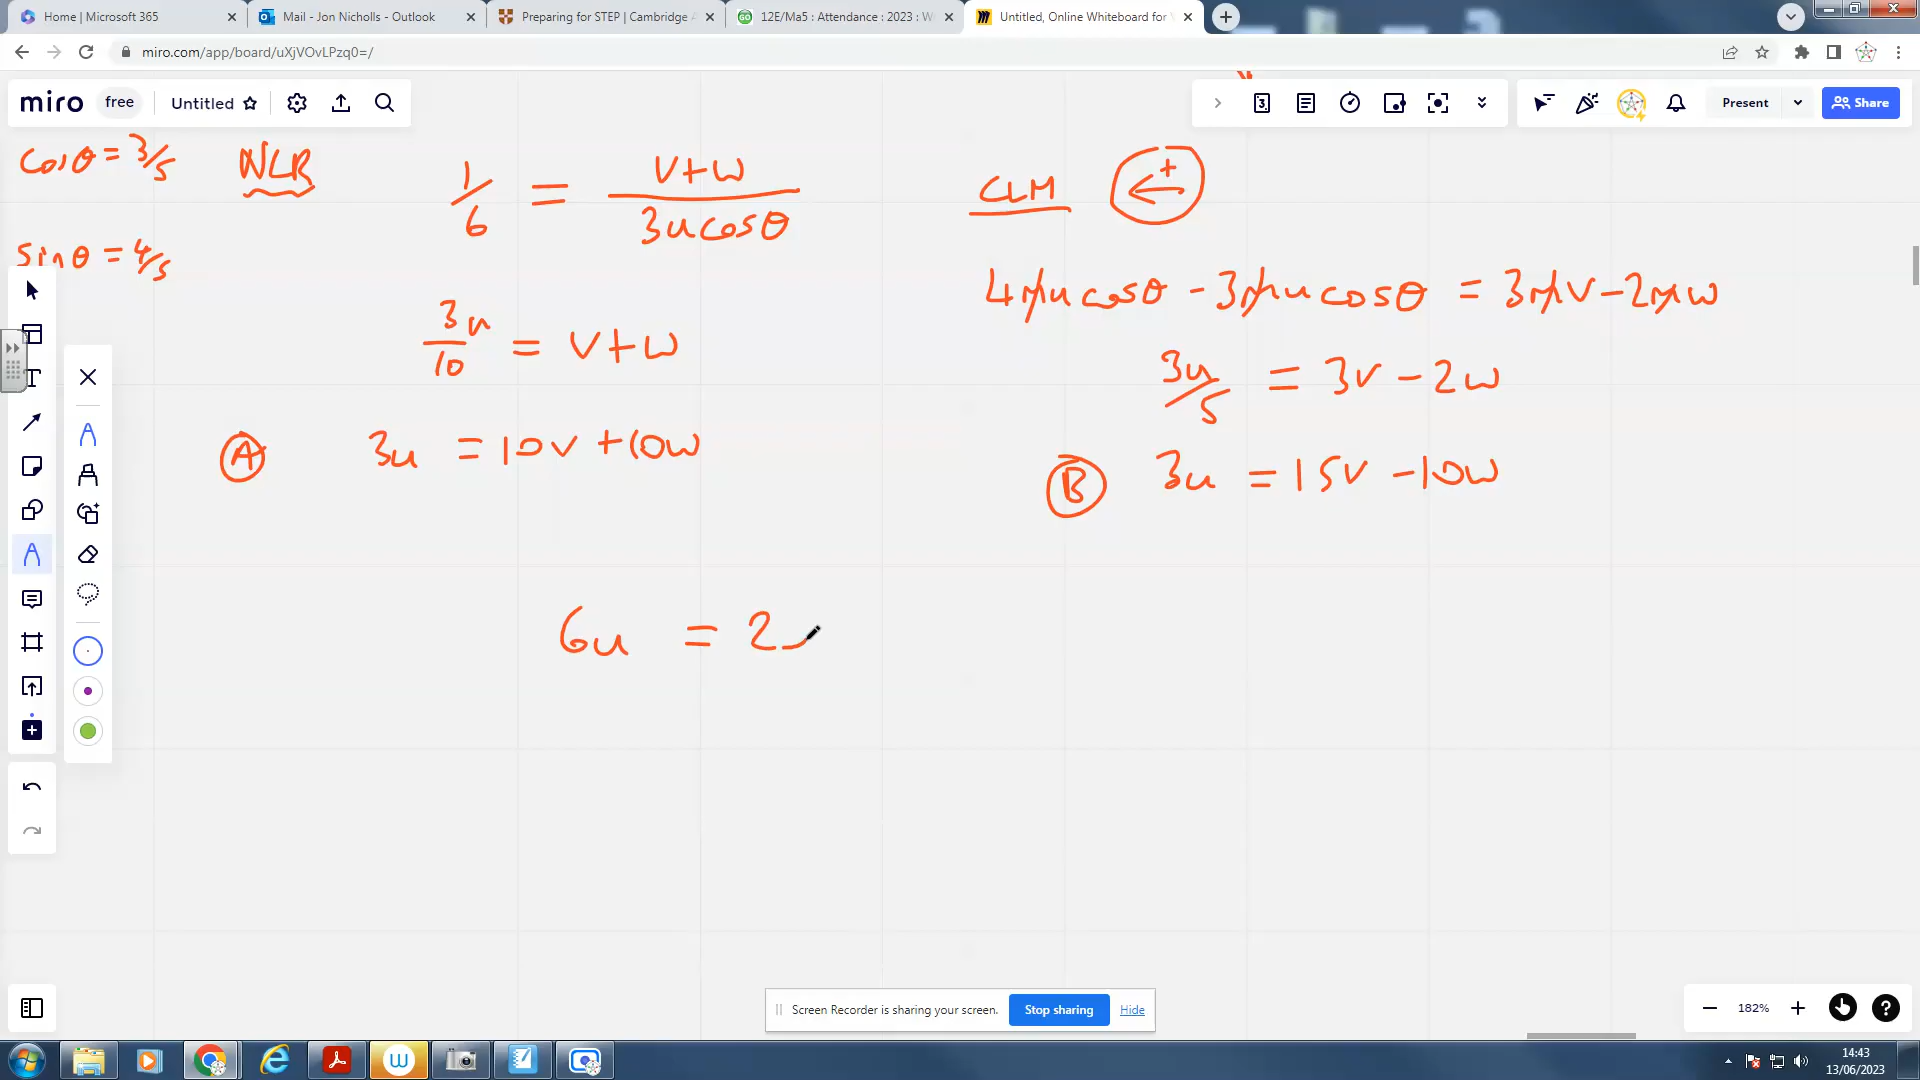 Home | Microsoft 365
Mail - Jon Nicholls - Outlook
Preparing for STEP | Cambridge A
12E/Ma5 : Attendance : 2023 : W
Untitled, Online Whiteboard for
miro.com/app/board/uXjVOvLPzq0=/
miro free Untitled
Present
Share
cosθ = 3/5
NLR
1/6 = (v+w)/(3ucosθ)
CLM
←+
sinθ = 4/5
4mucosθ - 3mucosθ = 3mv - 2mw
3u/10 = v+w
3u/5 = 3v - 2w
A 3u = 10v + 10w
B 3u = 15v - 10w
6u = 2
Screen Recorder is sharing your screen.
Stop sharing
Hide
182%
14:43
13/06/2023